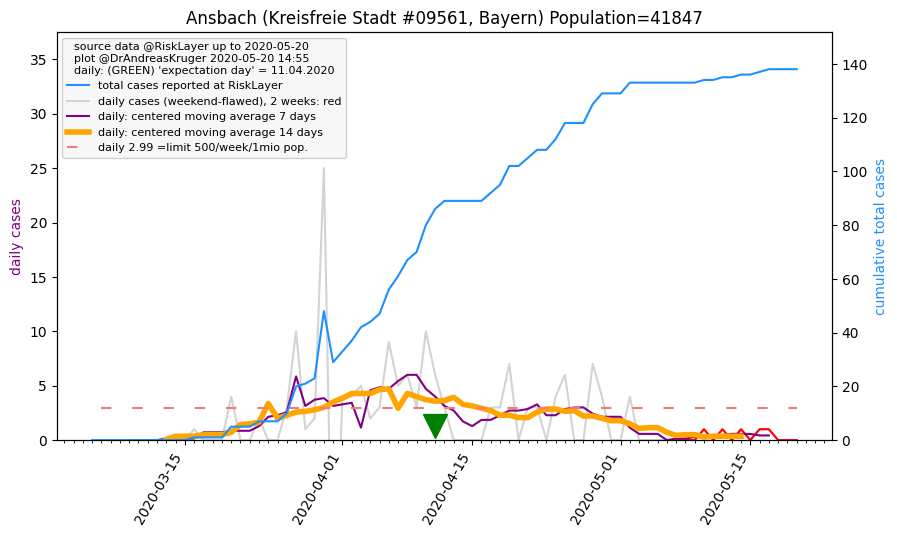 Ansbach (Kreisfreie Stadt #09561, Bayern) Population=41847
source data @RiskLayer up to 2020-05-20
plot @DrAndreasKruger 2020-05-20 14:55
daily: (GREEN) 'expectation day' = 11.04.2020
total cases reported at RiskLayer
daily cases (weekend-flawed), 2 weeks: red
daily: centered moving average 7 days
daily: centered moving average 14 days
daily 2.99 =limit 500/week/1mio pop.
daily cases
35
30
25
20
15
10
5
0
140
120
100
80
60
40
20
0
cumulative total cases
2020-03-15
2020-04-01
2020-04-15
2020-05-01
2020-05-15